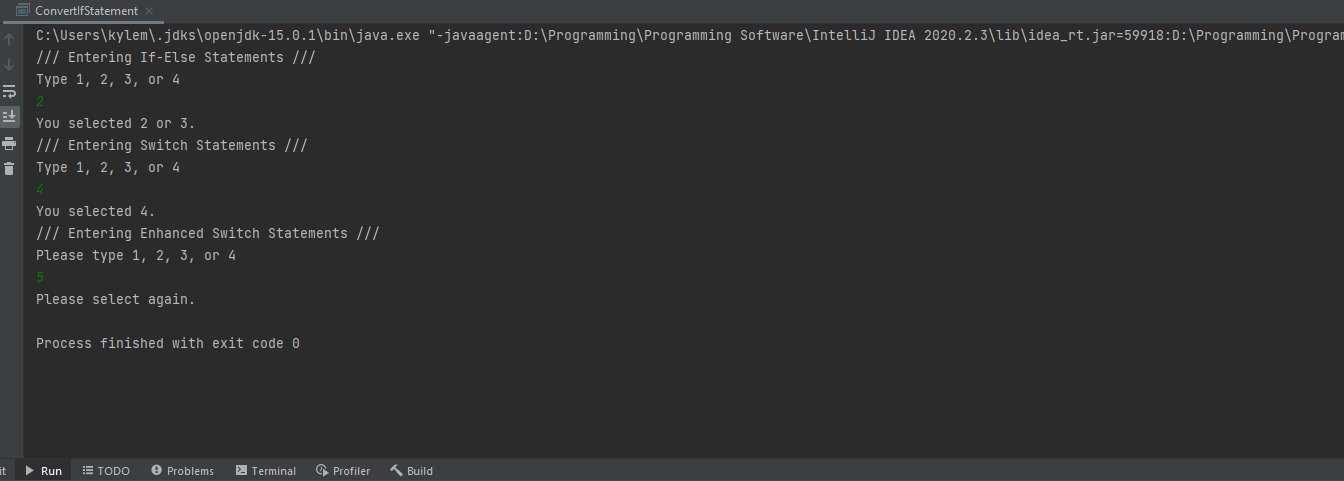 ConvertIfStatement
C:\Users\kylem\.jdks\openjdk-15.0.1\bin\java.exe "-javaagent:D:\Programming\Programming Software\IntelliJ IDEA 2020.2.3\lib\idea_rt.jar=59918:D:\Programming\Program
/// Entering If-Else Statements ///
Type 1, 2, 3, or 4
2
You selected 2 or 3.
/// Entering Switch Statements ///
Type 1, 2, 3, or 4
4
You selected 4.
/// Entering Enhanced Switch Statements ///
Please type 1, 2, 3, or 4
5
Please select again.
Process finished with exit code 0
it Run TODO Problems Terminal Profiler Build